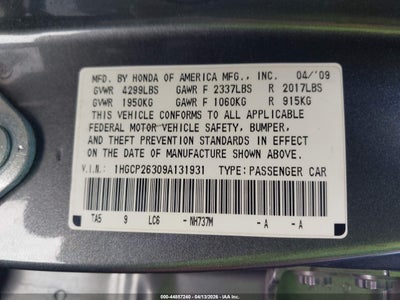 MFD. BY HONDA OF AMERICA MFG., INC. 04/'09
GVWR 4299LBS GAWR F 2337LBS R 2017LBS
GVWR 1950KG GAWR F 1060KG R 915KG
THIS VEHICLE CONFORMS TO ALL APPLICABLE
FEDERAL MOTOR VEHICLE SAFETY, BUMPER,
AND THEFT PREVENTION STANDARDS IN EFFECT
ON THE DATE OF MANUFACTURE SHOWN ABOVE.
V.I.N.: 1HGCP26309A131931 TYPE: PASSENGER CAR
TA5 9 LC6 - NH737M -A -A
000-44857240 - 04/13/2026 - IAAI.COM